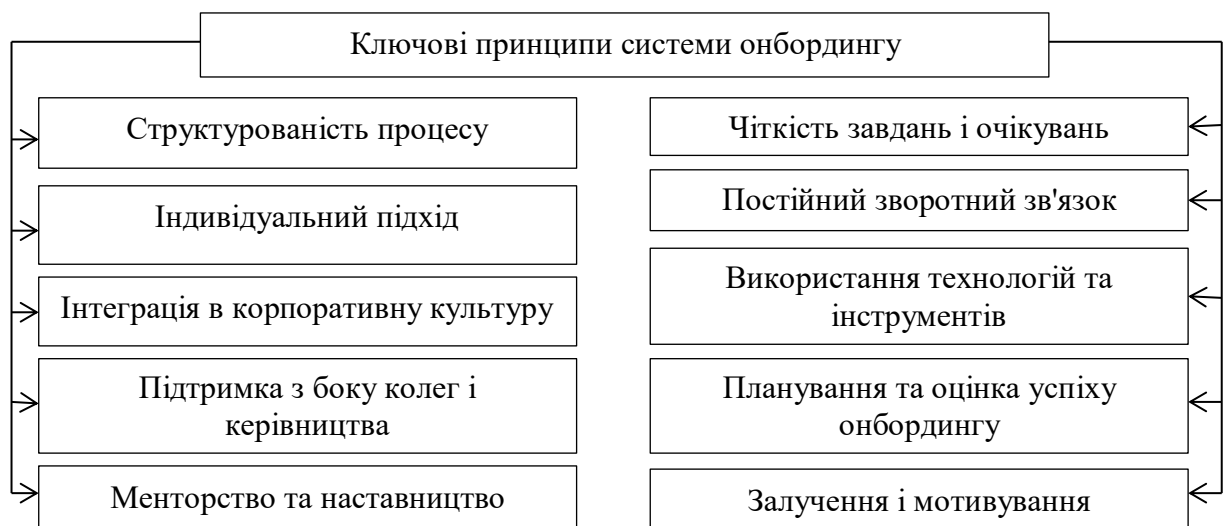 Ключові принципи системи онбордингу
Структурованість процесу
Індивідуальний підхід
Інтеграція в корпоративну культуру
Підтримка з боку колег і
керівництва
Менторство та наставництво
Чіткість завдань і очікувань
Постійний зворотний зв'язок
Використання технологій та
інструментів
Планування та оцінка успіху
онбордингу
Залучення і мотивування